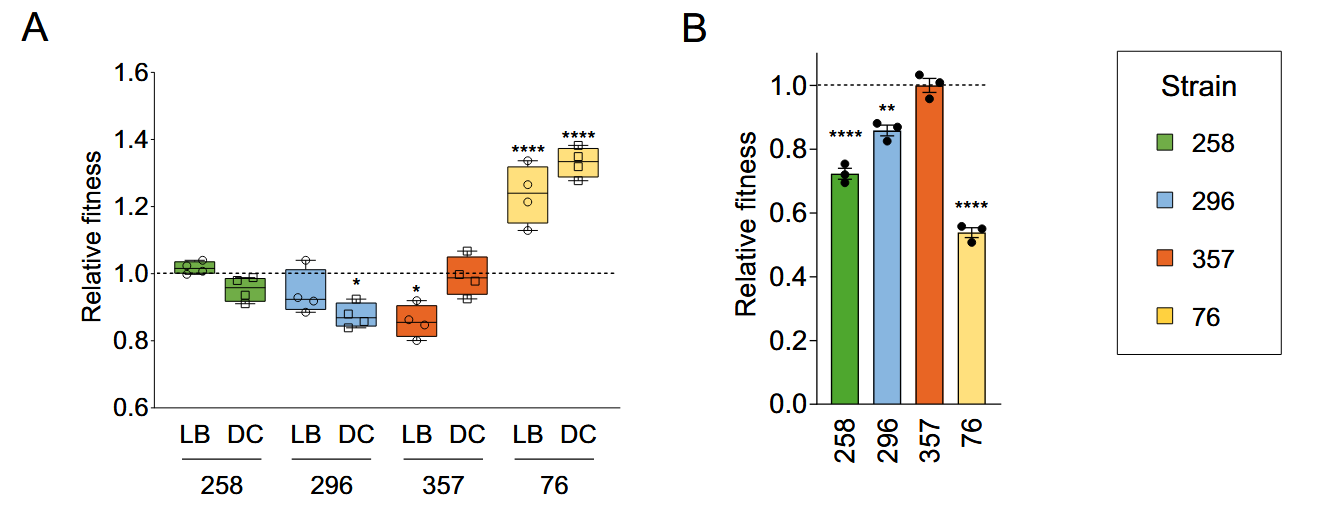 A
Relative fitness
1.6
1.4
1.2
1.0
0.8
0.6
****
****
*
*
LB DC LB DC LB DC LB DC
258 296 357 76
B
Relative fitness
1.0
0.8
0.6
0.4
0.2
0.0
****
**
****
258 296 357 76
Strain
258
296
357
76